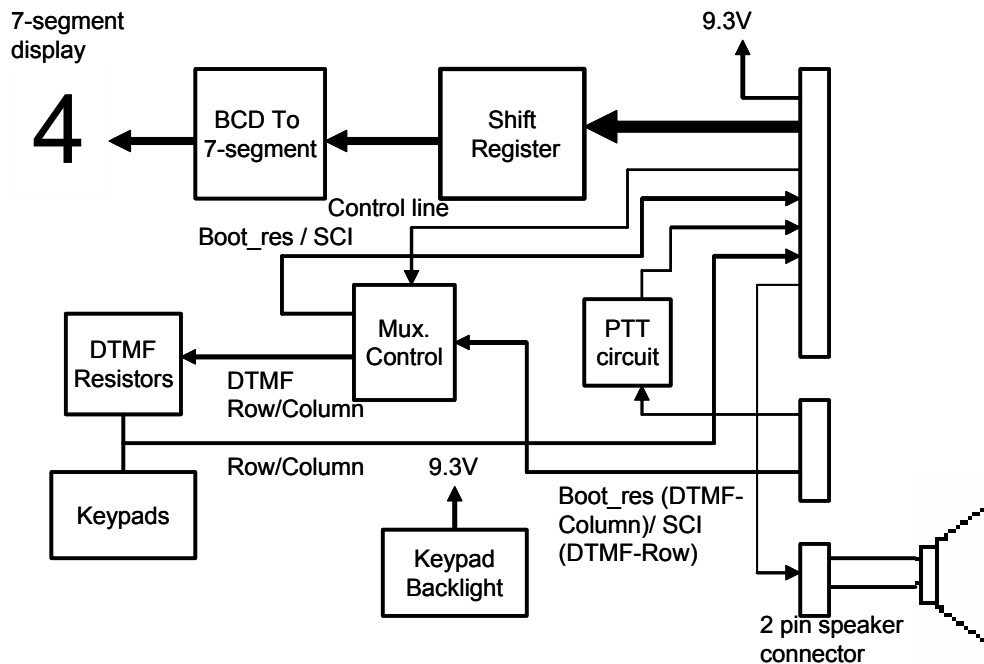 7-segment
display
4
BCD To
7-segment
Shift
Register
9.3V
Control line
Boot_res / SCI
Mux.
Control
PTT
circuit
DTMF
Resistors
DTMF
Row/Column
Row/Column
Keypads
9.3V
Keypad
Backlight
Boot_res (DTMF-
Column)/ SCI
(DTMF-Row)
2 pin speaker
connector